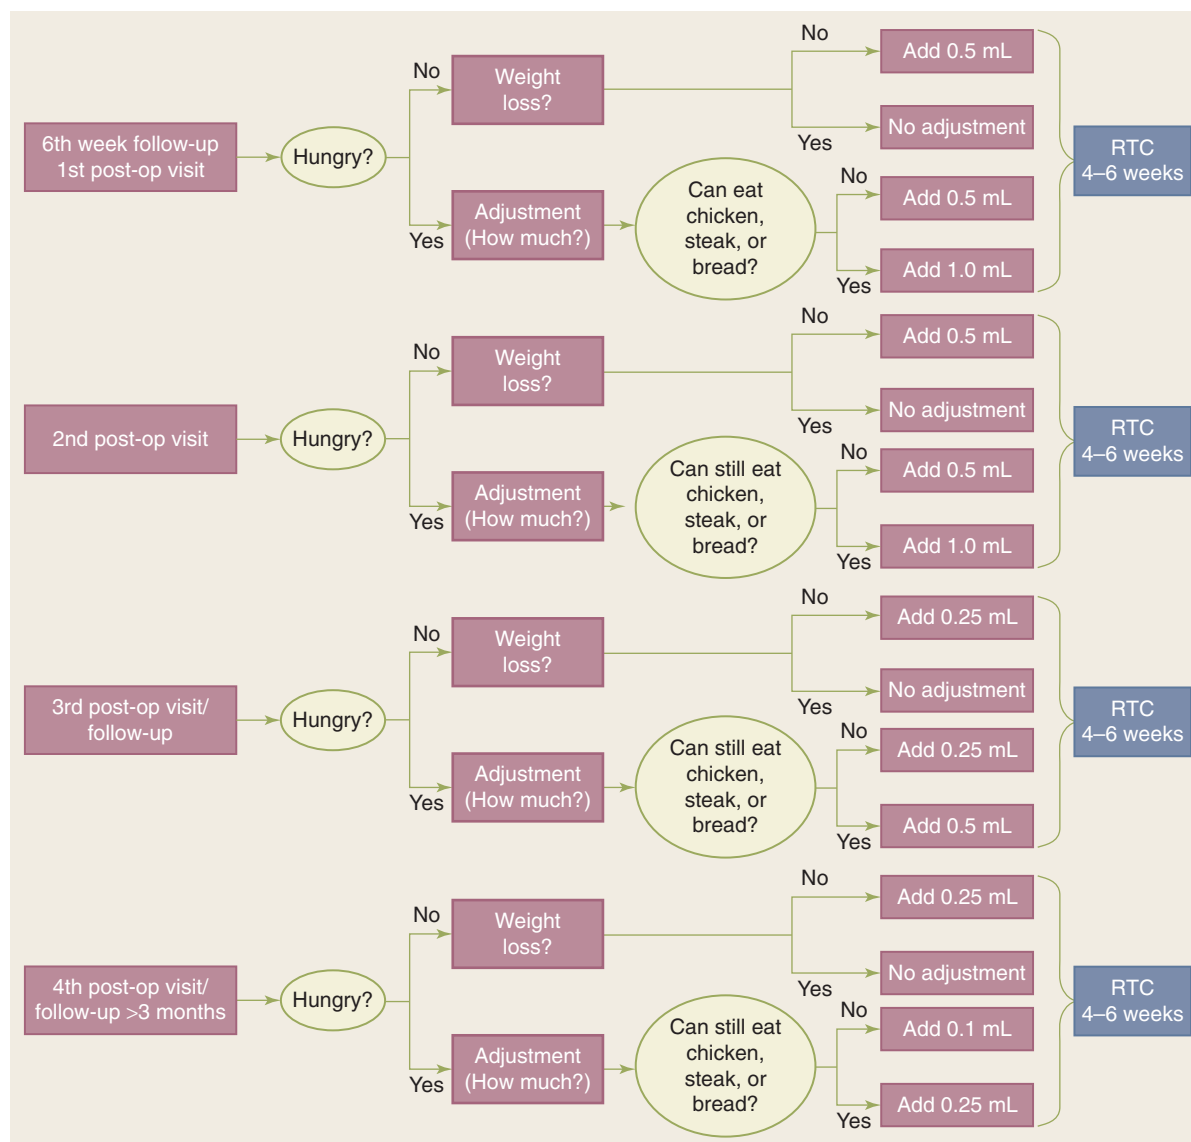 No
Add 0.5 mL
No
Weight
loss?
6th week follow-up
1st post-op visit
Hungry?
Yes
No adjustment
RTC
4–6 weeks
Yes
Adjustment
(How much?)
Can eat
chicken,
steak, or
bread?
No
Add 0.5 mL
Yes
Add 1.0 mL
No
Add 0.5 mL
No
Weight
loss?
2nd post-op visit
Hungry?
Yes
No adjustment
RTC
4–6 weeks
Yes
Adjustment
(How much?)
Can still eat
chicken,
steak, or
bread?
No
Add 0.5 mL
Yes
Add 1.0 mL
No
Add 0.25 mL
No
Weight
loss?
3rd post-op visit/
follow-up
Hungry?
Yes
No adjustment
RTC
4–6 weeks
Yes
Adjustment
(How much?)
Can still eat
chicken,
steak, or
bread?
No
Add 0.25 mL
Yes
Add 0.5 mL
No
Add 0.25 mL
No
Weight
loss?
4th post-op visit/
follow-up >3 months
Hungry?
Yes
No adjustment
RTC
4–6 weeks
Yes
Adjustment
(How much?)
Can still eat
chicken,
steak, or
bread?
No
Add 0.1 mL
Yes
Add 0.25 mL